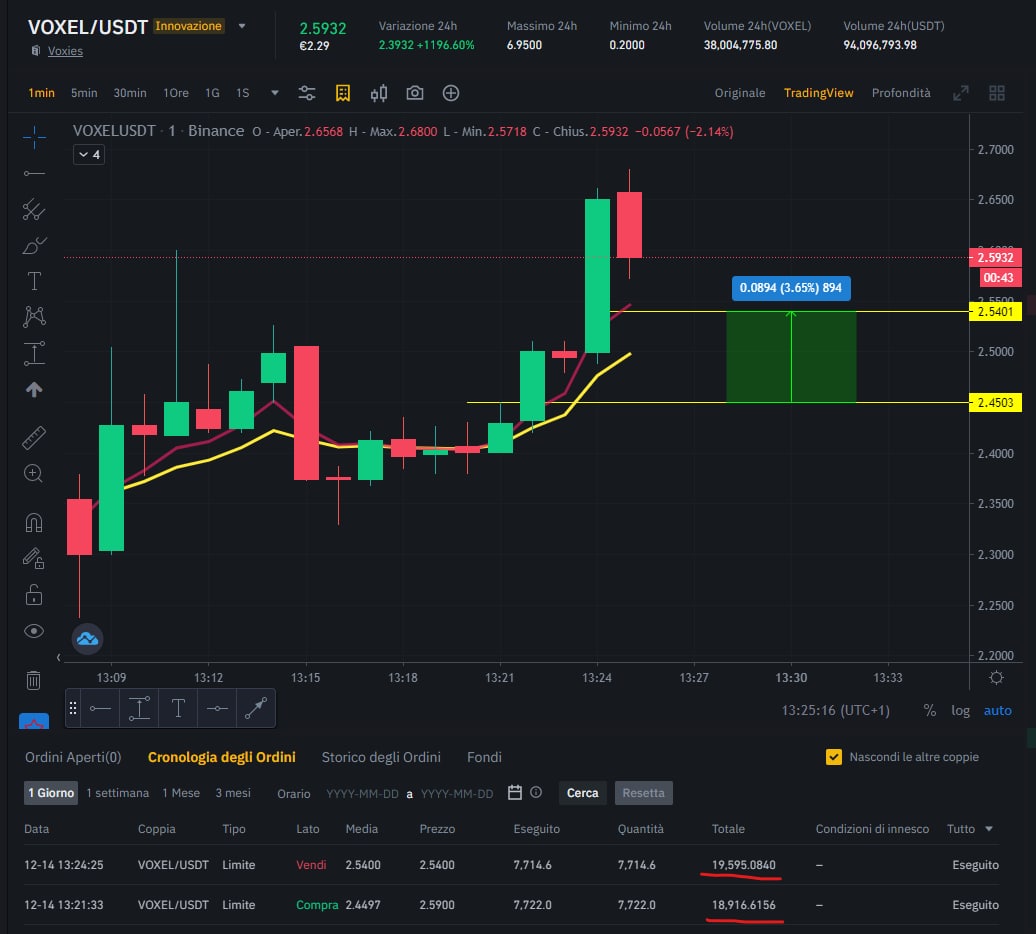 VOXEL/USDT Innovazione
Voxies
2.5932
€2.29
Variazione 24h
2.3932 +1196.60%
Massimo 24h
6.9500
Minimo 24h
0.2000
Volume 24h(VOXEL)
38,004,775.80
Volume 24h(USDT)
94,096,793.98
1min 5min 30min 1Ore 1G 1S
Originale TradingView Profondità
VOXELUSDT · 1 · Binance O - Aper.2.6568 H - Max.2.6800 L - Min.2.5718 C - Chius.2.5932 −0.0567 (−2.14%)
4
2.7000
2.6500
2.5932
00:43
0.0894 (3.65%) 894
2.5401
2.5000
2.4503
2.4000
2.3500
2.3000
2.2500
2.2000
13:09 13:12 13:15 13:18 13:21 13:24 13:27 13:30 13:33
T
13:25:16 (UTC+1) % log auto
Ordini Aperti(0) Cronologia degli Ordini Storico degli Ordini Fondi Nascondi le altre coppie
1 Giorno 1 settimana 1 Mese 3 mesi Orario YYYY-MM-DD a YYYY-MM-DD Cerca Resetta
Data Coppia Tipo Lato Media Prezzo Eseguito Quantità Totale Condizioni di innesco Tutto
12-14 13:24:25 VOXEL/USDT Limite Vendi 2.5400 2.5400 7,714.6 7,714.6 19,595.0840 – Eseguito
12-14 13:21:33 VOXEL/USDT Limite Compra 2.4497 2.5900 7,722.0 7,722.0 18,916.6156 – Eseguito